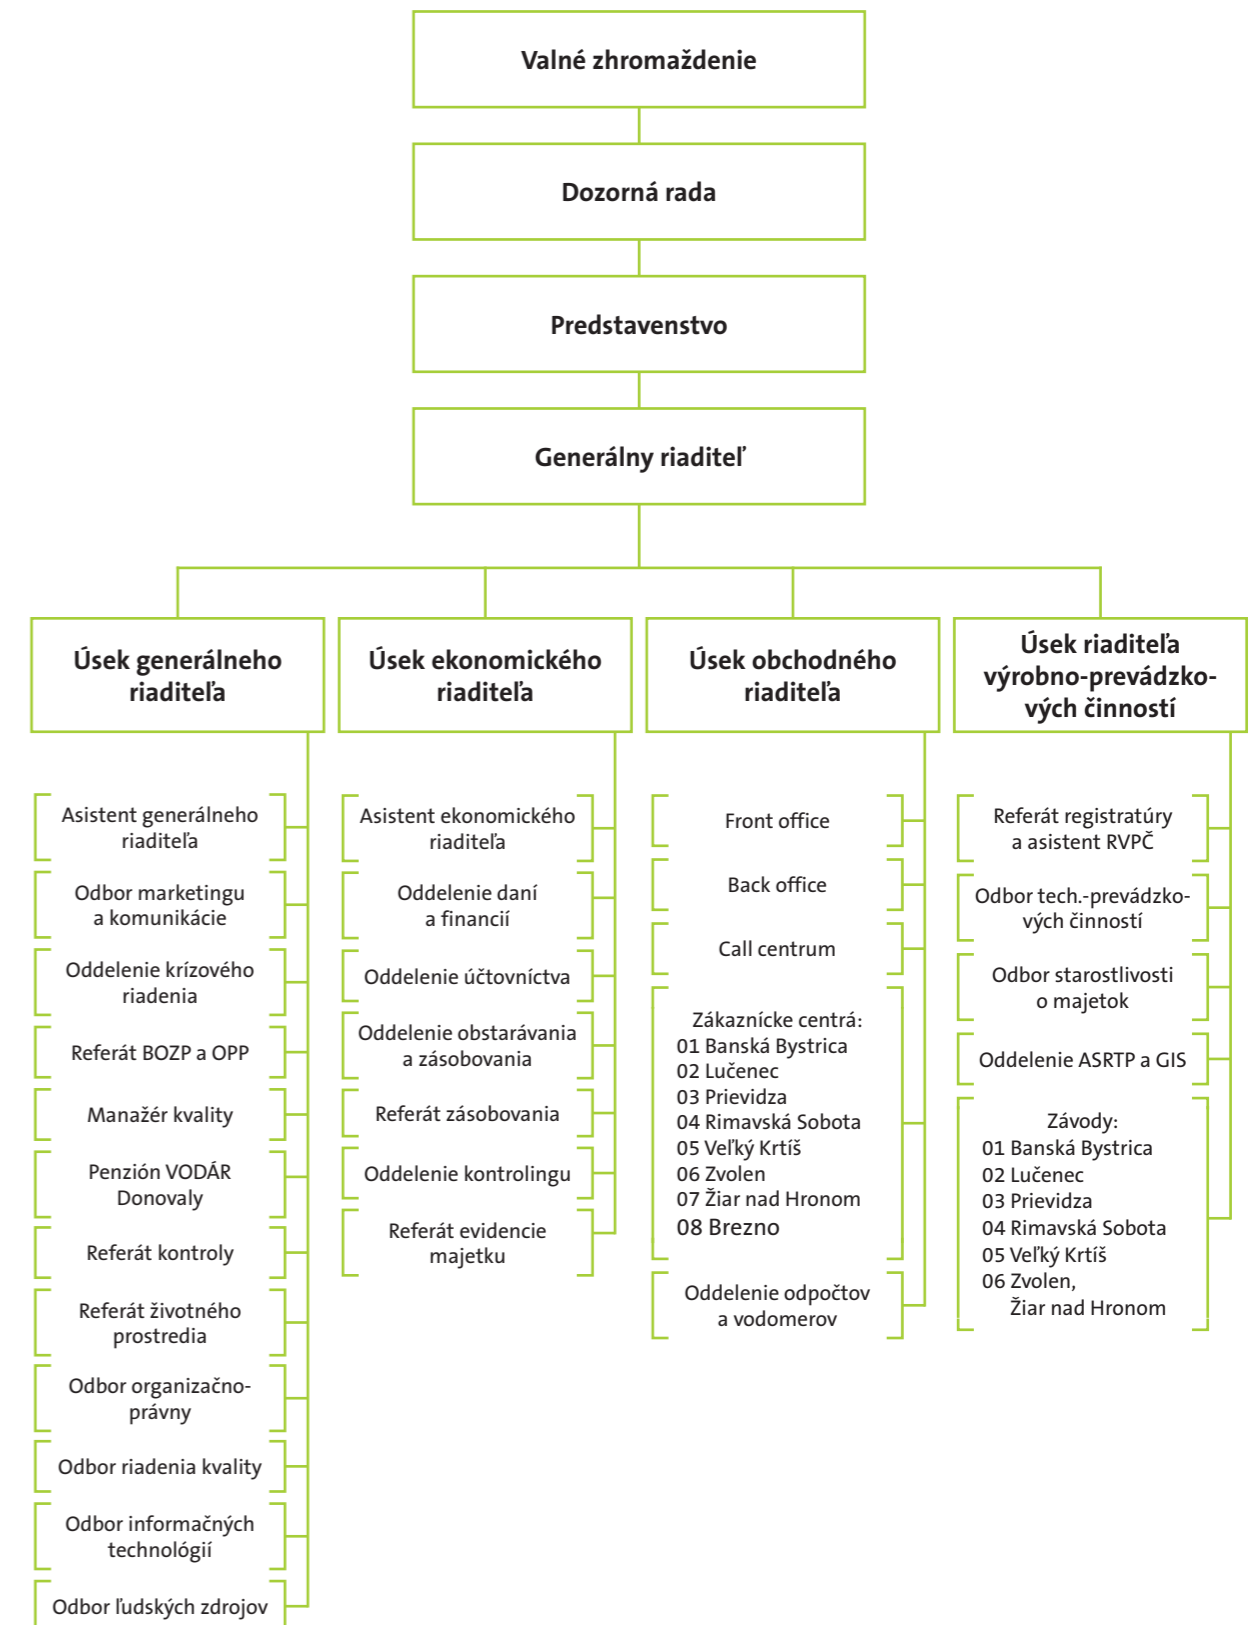 Valné zhromaždenie
Dozorná rada
Predstavenstvo
Generálny riaditeľ
Úsek generálneho
riaditeľa
Asistent generálneho
riaditeľa
Odbor marketingu
a komunikácie
Oddelenie krízového
riadenia
Referát BOZP a OPP
Manažér kvality
Penzión VODÁR
Donovaly
Referát kontroly
Referát životného
prostredia
Odbor organizačno-
právny
Odbor riadenia kvality
Odbor informačných
technológií
Odbor ľudských zdrojov
Úsek ekonomického
riaditeľa
Asistent ekonomického
riaditeľa
Oddelenie daní
a financií
Oddelenie účtovníctva
Oddelenie obstarávania
a zásobovania
Referát zásobovania
Oddelenie kontrolingu
Referát evidencie
majetku
Úsek obchodného
riaditeľa
Front office
Back office
Call centrum
Zákaznícke centrá:
01 Banská Bystrica
02 Lučenec
03 Prievidza
04 Rimavská Sobota
05 Veľký Krtíš
06 Zvolen
07 Žiar nad Hronom
08 Brezno
Oddelenie odpočtov
a vodomerov
Úsek riaditeľa
výrobno-prevádzko-
vých činností
Referát registratúry
a asistent RVPČ
Odbor tech.-prevádzko-
vých činností
Odbor starostlivosti
o majetok
Oddelenie ASRTP a GIS
Závody:
01 Banská Bystrica
02 Lučenec
03 Prievidza
04 Rimavská Sobota
05 Veľký Krtíš
06 Zvolen,
Žiar nad Hronom